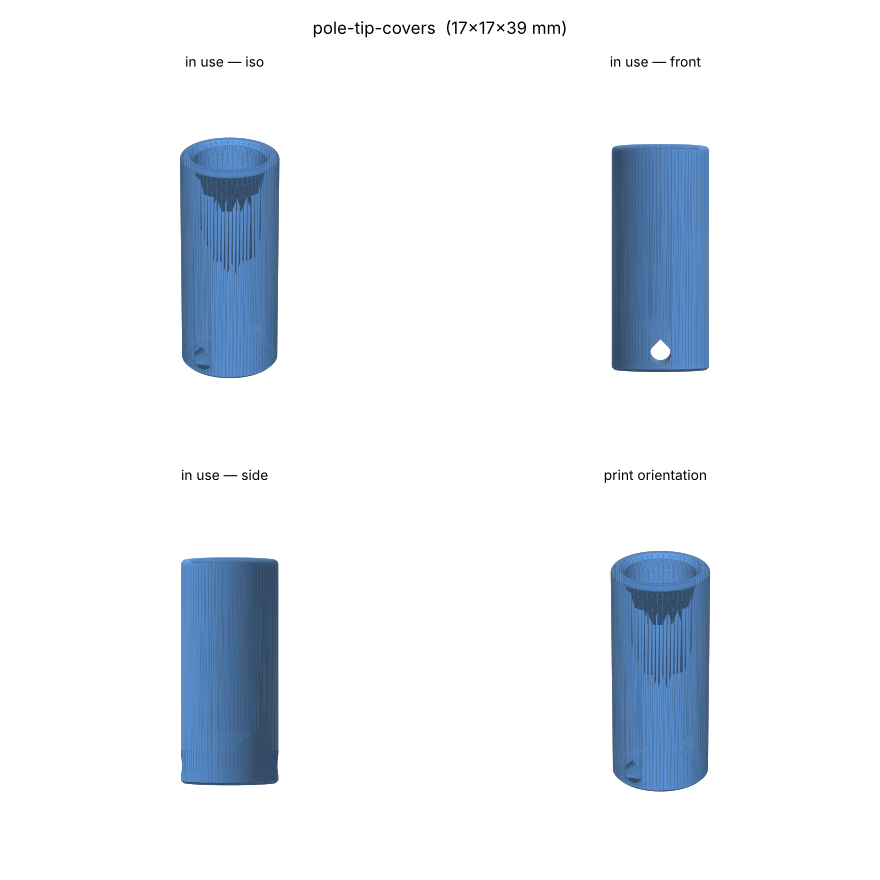 pole-tip-covers (17×17×39 mm)
in use — iso
in use — front
in use — side
print orientation